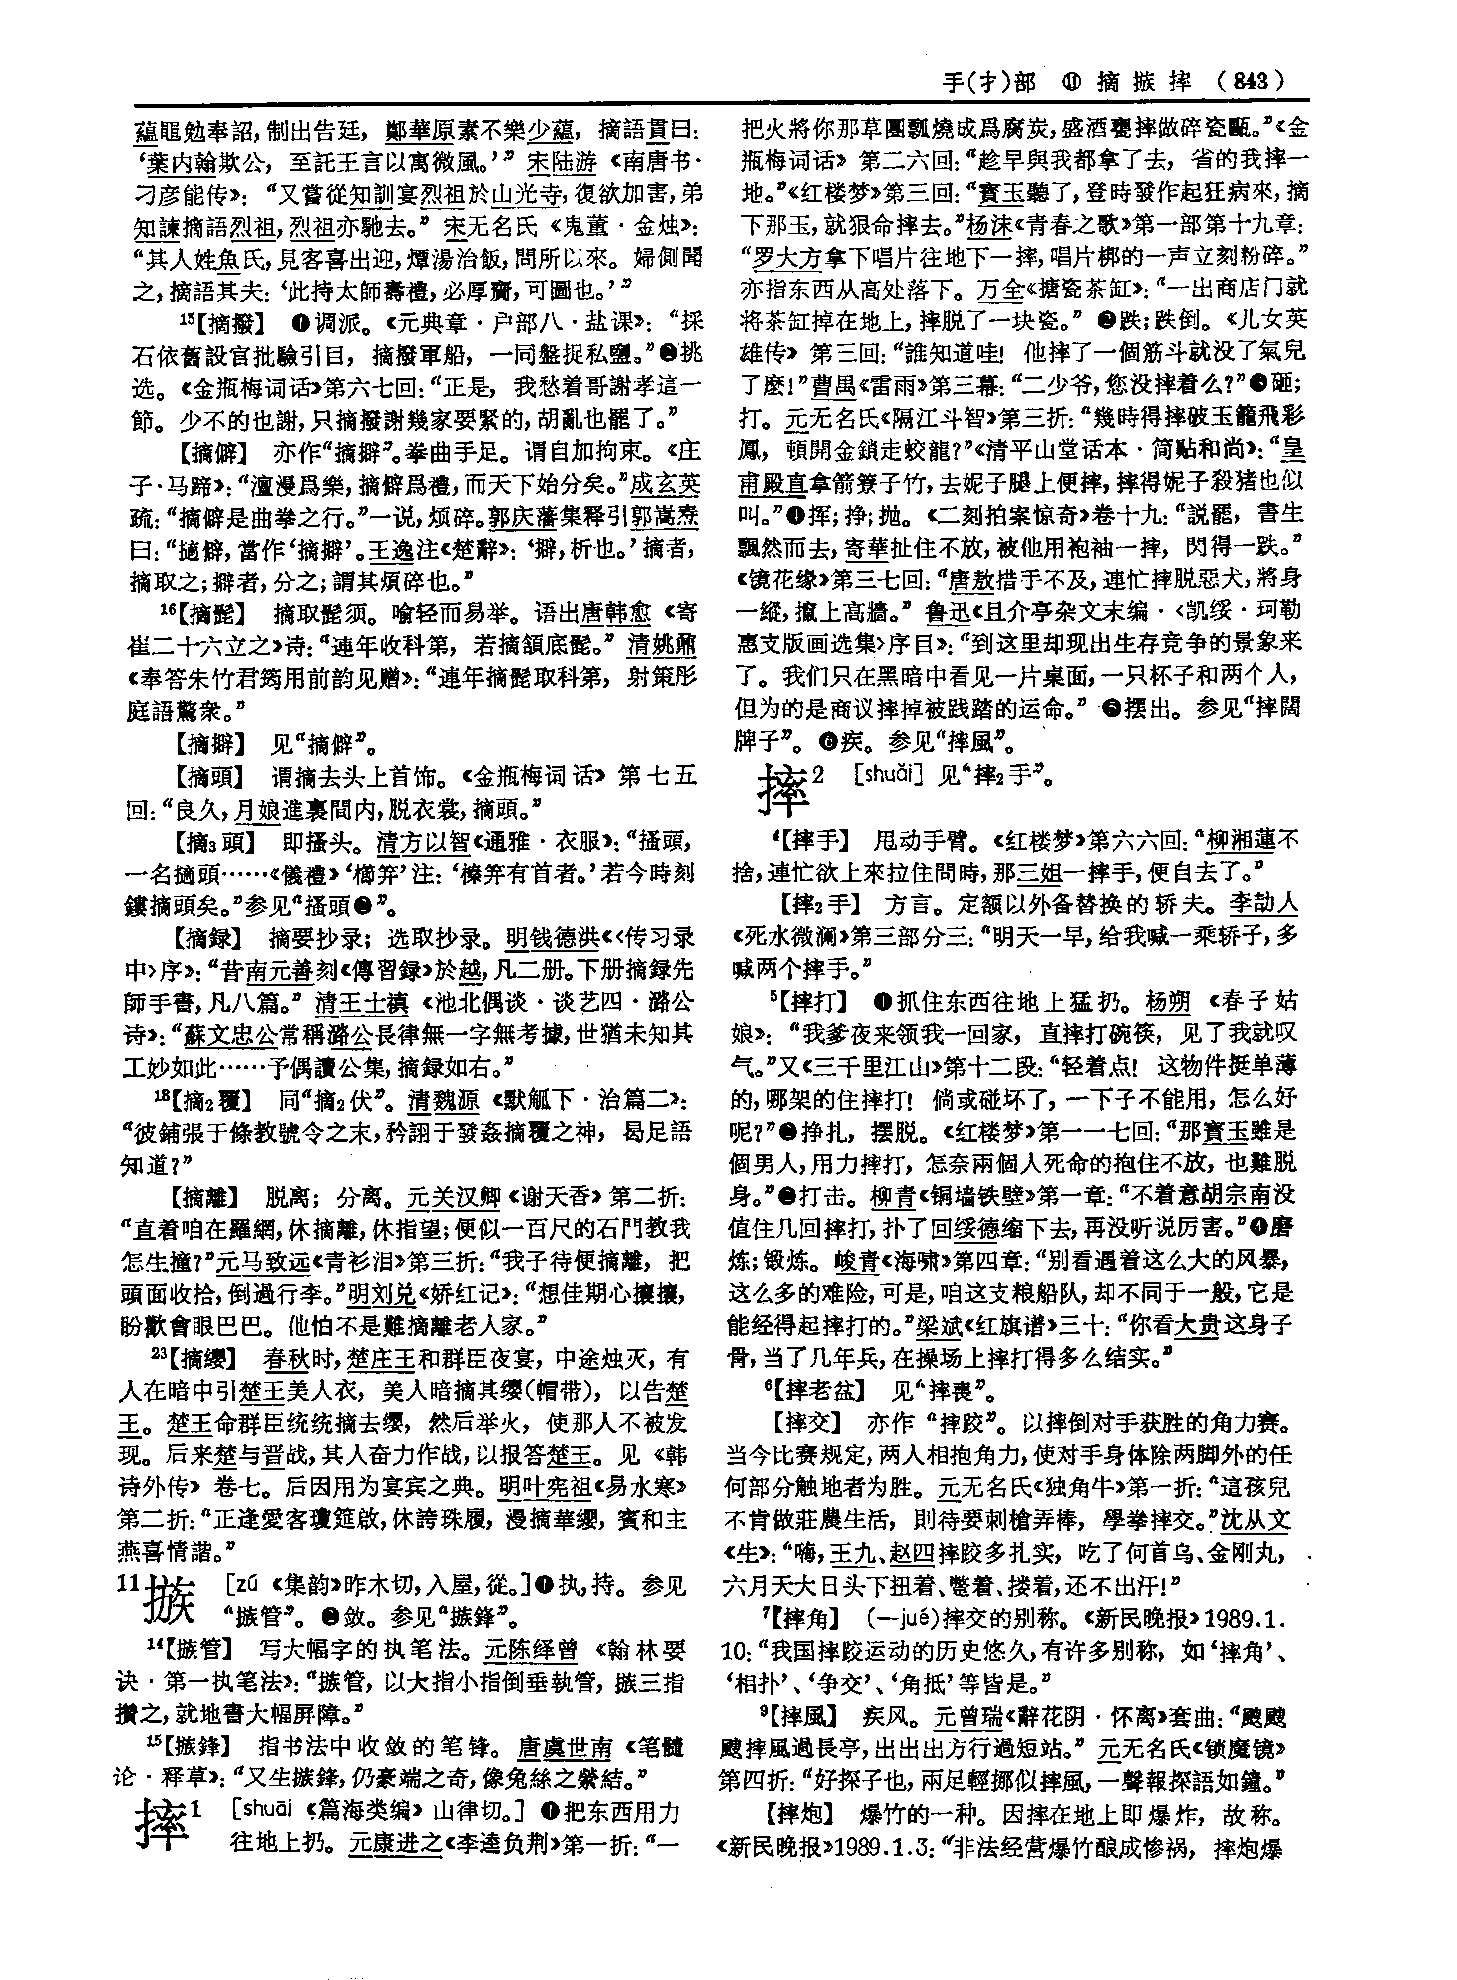 手(扌)部 ⑪ 摘 摵 摔 (843)
蕴黽勉奉詔，制出告廷，鄭華原素不樂少蕴，摘語貫曰：
‘葉内翰欺公，至託王言以寓微風。’” 宋陆游《南唐书·
刁彦能传》：“又嘗從知訓宴烈祖於山光寺，復欲加害，弟
知諫摘語烈祖，烈祖亦馳去。” 宋无名氏《鬼董·金烛》：
“其人姓魚氏，見客喜出迎，燂湯治飯，問所以來。婦側聞
之，摘語其夫：‘此持太師壽禮，必厚齎，可圖也。’”
¹⁵【摘撥】 ❶调派。《元典章·户部八·盐课》：“採
石依舊設官批驗引目，摘撥軍船，一同盤捉私鹽。”❷挑
选。《金瓶梅词话》第六七回：“正是，我愁着哥謝孝這一
節。少不的也謝，只摘撥謝幾家要緊的，胡亂也罷了。”
【摘僻】 亦作“摘擗”。拳曲手足。谓自加拘束。《庄
子·马蹄》：“澶漫爲樂，摘僻爲禮，而天下始分矣。”成玄英
疏：“摘僻是曲拳之行。”一说，烦碎。郭庆藩集释引郭嵩焘
曰：“摘僻，當作‘摘擗’。王逸注《楚辭》：‘擗，析也。’摘者，
摘取之；擗者，分之；謂其煩碎也。”
¹⁶【摘髭】 摘取髭须。喻轻而易举。语出唐韩愈《寄
崔二十六立之》诗：“連年收科第，若摘頷底髭。” 清姚鼐
《奉答朱竹君筠用前韵见赠》：“連年摘髭取科第，射策彤
庭語驚衆。”
【摘擗】 见“摘僻”。
【摘頭】 谓摘去头上首饰。《金瓶梅词话》第七五
回：“良久，月娘進裏間内，脱衣裳，摘頭。”
【摘₃頭】 即搔头。清方以智《通雅·衣服》：“搔頭，
一名摘頭……《儀禮》‘櫛笄’注：‘櫛笄有首者。’若今時刻
鏤摘頭矣。”参见“搔頭❷”。
【摘録】 摘要抄录；选取抄录。明钱德洪《〈传习录
中〉序》：“昔南元善刻《傳習録》於越，凡二册。下册摘録先
師手書，凡八篇。” 清王士禛《池北偶谈·谈艺四·潞公
诗》：“蘇文忠公常稱潞公長律無一字無考據，世猶未知其
工妙如此……予偶讀公集，摘録如右。”
¹⁸【摘₂覆】 同“摘₂伏”。清魏源《默觚下·治篇二》：
“彼鋪張于條教號令之末，矜詡于發姦摘覆之神，曷足語
知道？”
【摘離】 脱离；分离。元关汉卿《谢天香》第二折：
“直着咱在羅網，休摘離，休指望；便似一百尺的石門教我
怎生撞？”元马致远《青衫泪》第三折：“我子待便摘離，把
頭面收拾，倒過行李。”明刘兑《娇红记》：“想佳期心攘攘，
盼歡會眼巴巴。他怕不是難摘離老人家。”
²³【摘缨】 春秋时，楚庄王和群臣夜宴，中途烛灭，有
人在暗中引楚王美人衣，美人暗摘其缨(帽带)，以告楚
王。楚王命群臣统统摘去缨，然后举火，使那人不被发
现。后来楚与晋战，其人奋力作战，以报答楚王。见《韩
诗外传》卷七。后因用为宴宾之典。明叶宪祖《易水寒》
第二折：“正逢愛客瓊筵啟，休誇珠履，漫摘華纓，賓和主
燕喜情諧。”
11摵 [zú《集韵》昨木切，入屋，從。]❶执，持。参见
“摵管”。❷敛。参见“摵鋒”。
¹⁴【摵管】 写大幅字的执笔法。元陈绎曾《翰林要
诀·第一执笔法》：“摵管，以大指小指倒垂執管，摵三指
攢之，就地書大幅屏障。”
¹⁵【摵鋒】 指书法中收敛的笔锋。唐虞世南《笔髓
论·释草》：“又生摵鋒，仍豪端之奇，像兔絲之縈結。”
摔1 [shuāi《篇海类编》山律切。] ❶把东西用力
往地上扔。元康进之《李逵负荆》第一折：“一
把火將你那草團瓢燒成爲腐炭，盛酒甕摔做碎瓷甌。”《金
瓶梅词话》第二六回：“趁早與我都拿了去，省的我摔一
地。”《红楼梦》第三回：“寶玉聽了，登時發作起狂病來，摘
下那玉，就狠命摔去。”杨沫《青春之歌》第一部第十九章：
“罗大方拿下唱片往地下一摔，唱片梆的一声立刻粉碎。”
亦指东西从高处落下。万全《搪瓷茶缸》：“一出商店门就
将茶缸掉在地上，摔脱了一块瓷。” ❷跌；跌倒。《儿女英
雄传》第三回：“誰知道哇！他摔了一個筋斗就没了氣兒
了麽！”曹禺《雷雨》第三幕：“二少爷，您没摔着么？”❸砸；
打。元无名氏《隔江斗智》第三折：“幾時得摔破玉籠飛彩
鳳，頓開金鎖走蛟龍？”《清平山堂话本·简贴和尚》：“皇
甫殿直拿箭簝子竹，去妮子腿上便摔，摔得妮子殺猪也似
叫。”❹挥；挣；抛。《二刻拍案惊奇》卷十九：“説罷，書生
飄然而去，寄華扯住不放，被他用袍袖一摔，閃得一跌。”
《镜花缘》第三七回：“唐敖措手不及，連忙摔脱惡犬，將身
一縱，攛上高牆。” 鲁迅《且介亭杂文末编·〈凯绥·珂勒
惠支版画选集〉序目》：“到这里却现出生存竞争的景象来
了。我们只在黑暗中看见一片桌面，一只杯子和两个人，
但为的是商议摔掉被践踏的运命。” ❺摆出。参见“摔闊
牌子”。❻疾。参见“摔風”。
摔2 [shuǎi] 见“摔₂手”。
⁴【摔手】 甩动手臂。《红楼梦》第六六回：“柳湘蓮不
捨，連忙欲上來拉住問時，那三姐一摔手，便自去了。”
【摔₂手】 方言。定额以外备替换的轿夫。李劼人
《死水微澜》第三部分三：“明天一早，给我喊一乘轿子，多
喊两个摔手。”
⁵【摔打】 ❶抓住东西往地上猛扔。杨朔《春子姑
娘》：“我爹夜来领我一回家，直摔打碗筷，见了我就叹
气。”又《三千里江山》第十二段：“轻着点！这物件挺单薄
的，哪架的住摔打！倘或碰坏了，一下子不能用，怎么好
呢？”❷挣扎，摆脱。《红楼梦》第一一七回：“那寳玉雖是
個男人，用力摔打，怎奈兩個人死命的抱住不放，也難脱
身。”❸打击。柳青《铜墙铁壁》第一章：“不着意胡宗南没
值住几回摔打，扑了回绥德缩下去，再没听说厉害。”❹磨
炼；锻炼。峻青《海啸》第四章：“别看遇着这么大的风暴，
这么多的难险，可是，咱这支粮船队，却不同于一般，它是
能经得起摔打的。”梁斌《红旗谱》三十：“你看大贵这身子
骨，当了几年兵，在操场上摔打得多么结实。”
⁶【摔老盆】 见“摔喪”。
【摔交】 亦作“摔跤”。以摔倒对手获胜的角力赛。
当今比赛规定，两人相抱角力，使对手身体除两脚外的任
何部分触地者为胜。元无名氏《独角牛》第一折：“這孩兒
不肯做莊農生活，則待要刺槍弄棒，學拳摔交。”沈从文
《生》：“嗨，王九、赵四摔跤多扎实，吃了何首乌、金刚丸，
六月天大日头下扭着、蹩着、搂着，还不出汗！”
⁷【摔角】 (—jué)摔交的别称。《新民晚报》1989.1.
10：“我国摔跤运动的历史悠久，有许多别称，如‘摔角’、
‘相扑’、‘争交’、‘角抵’等皆是。”
⁹【摔風】 疾风。元曾瑞《醉花阴·怀离》套曲：“颼颼
颼摔風過長亭，出出出方行過短站。” 元无名氏《锁魔镜》
第四折：“好探子也，兩足輕挪似摔風，一聲報探語如鐘。”
【摔炮】 爆竹的一种。因摔在地上即爆炸，故称。
《新民晚报》1989.1.3：“非法经营爆竹酿成惨祸，摔炮爆